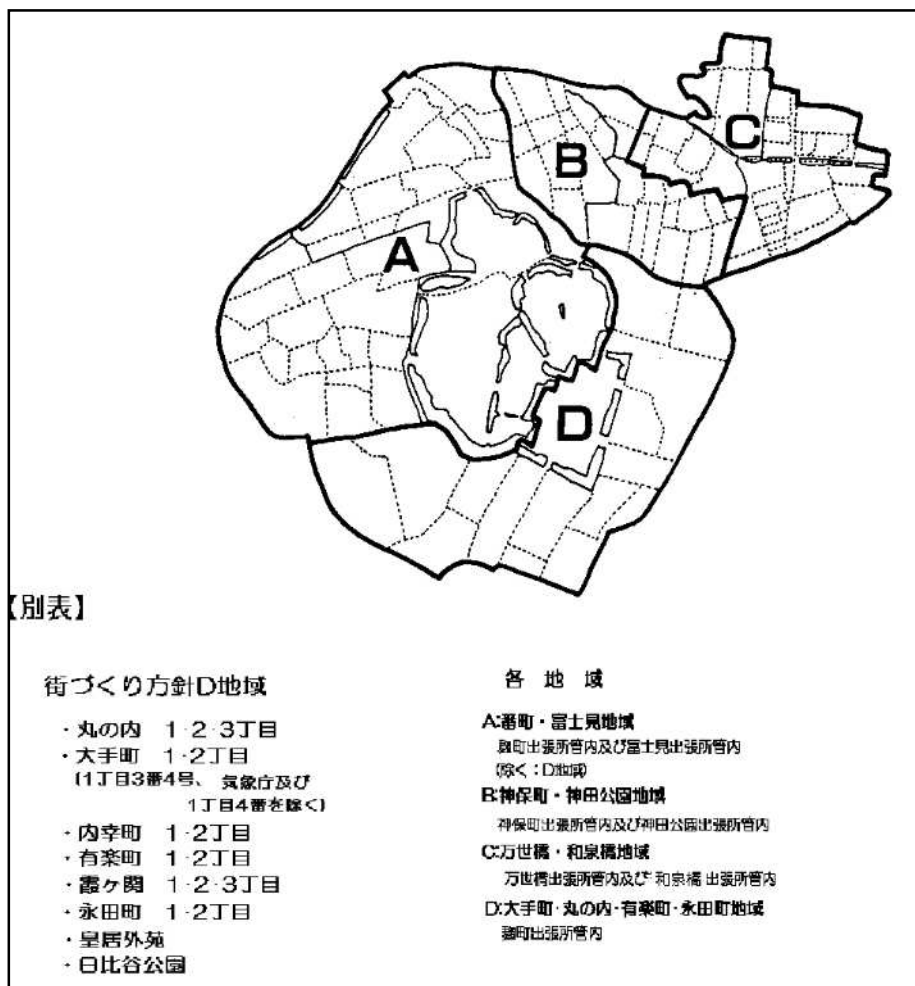 A
B
C
D
【別表】
街づくり方針D地域
・丸の内 1・2・3丁目
・大手町 1・2丁目
(1丁目3番4号、気象庁及び
1丁目4番を除く)
・内幸町 1・2丁目
・有楽町 1・2丁目
・霞ヶ関 1・2・3丁目
・永田町 1・2丁目
・皇居外苑
・日比谷公園
各地域
A:番町・富士見地域
麹町出張所管内及び富士見出張所管内
(除く:D地域)
B:神保町・神田公園地域
神保町出張所管内及び神田公園出張所管内
C:万世橋・和泉橋地域
万世橋出張所管内及び和泉橋出張所管内
D:大手町・丸の内・有楽町・永田町地域
麹町出張所管内